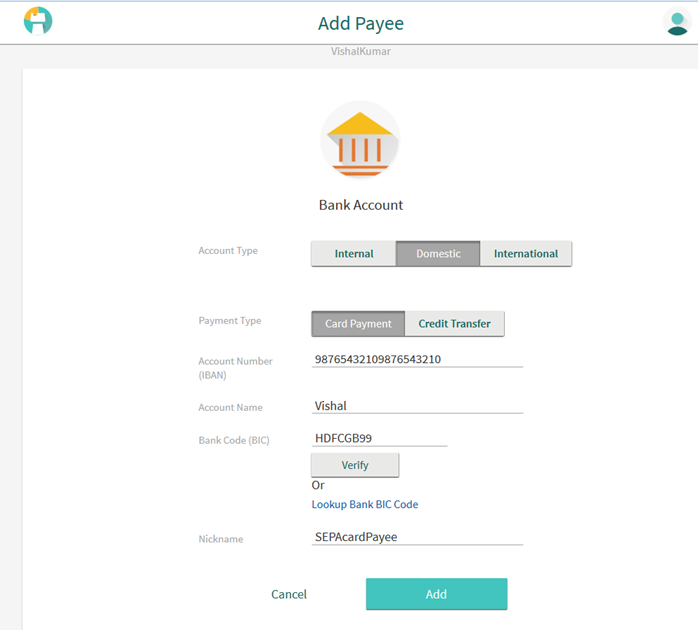 Add Payee
VishalKumar
Bank Account
Account Type
Internal
Domestic
International
Payment Type
Card Payment
Credit Transfer
Account Number
(IBAN)
98765432109876543210
Account Name
Vishal
Bank Code (BIC)
HDFCGB99
Verify
Or
Lookup Bank BIC Code
Nickname
SEPAcardPayee
Cancel
Add